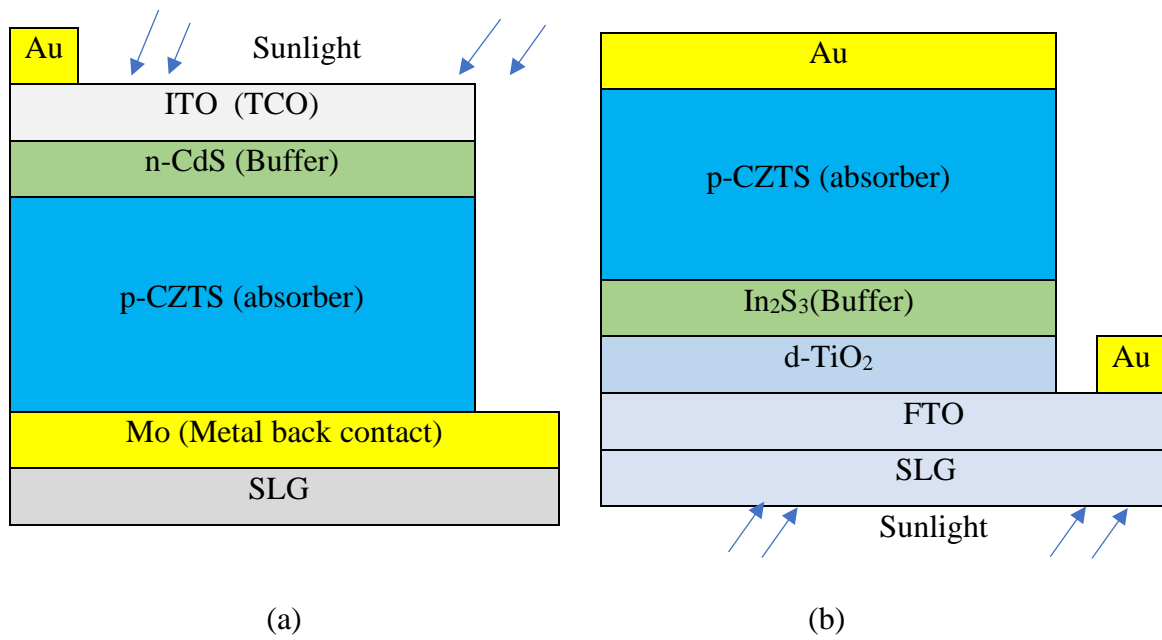 Au
Sunlight
ITO (TCO)
n-CdS (Buffer)
p-CZTS (absorber)
Mo (Metal back contact)
SLG
(a)
Au
p-CZTS (absorber)
In₂S₃(Buffer)
d-TiO₂
Au
FTO
SLG
Sunlight
(b)